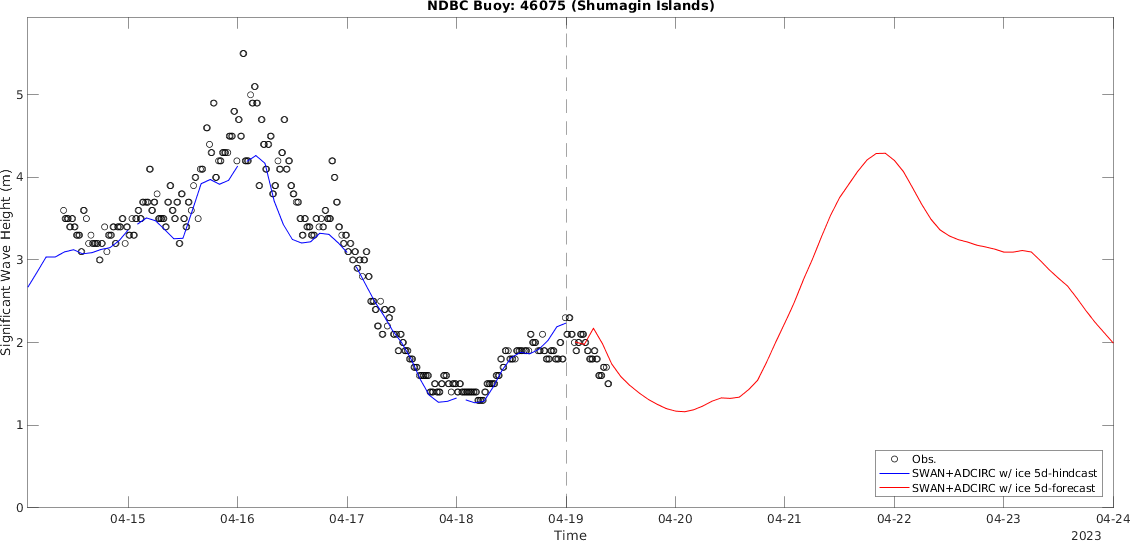 NDBC Buoy: 46075 (Shumagin Islands)
Significant Wave Height (m)
5
4
3
2
1
0
04-15 04-16 04-17 04-18 04-19 04-20 04-21 04-22 04-23 04-24
Time
2023
Obs.
SWAN+ADCIRC w/ ice 5d-hindcast
SWAN+ADCIRC w/ ice 5d-forecast